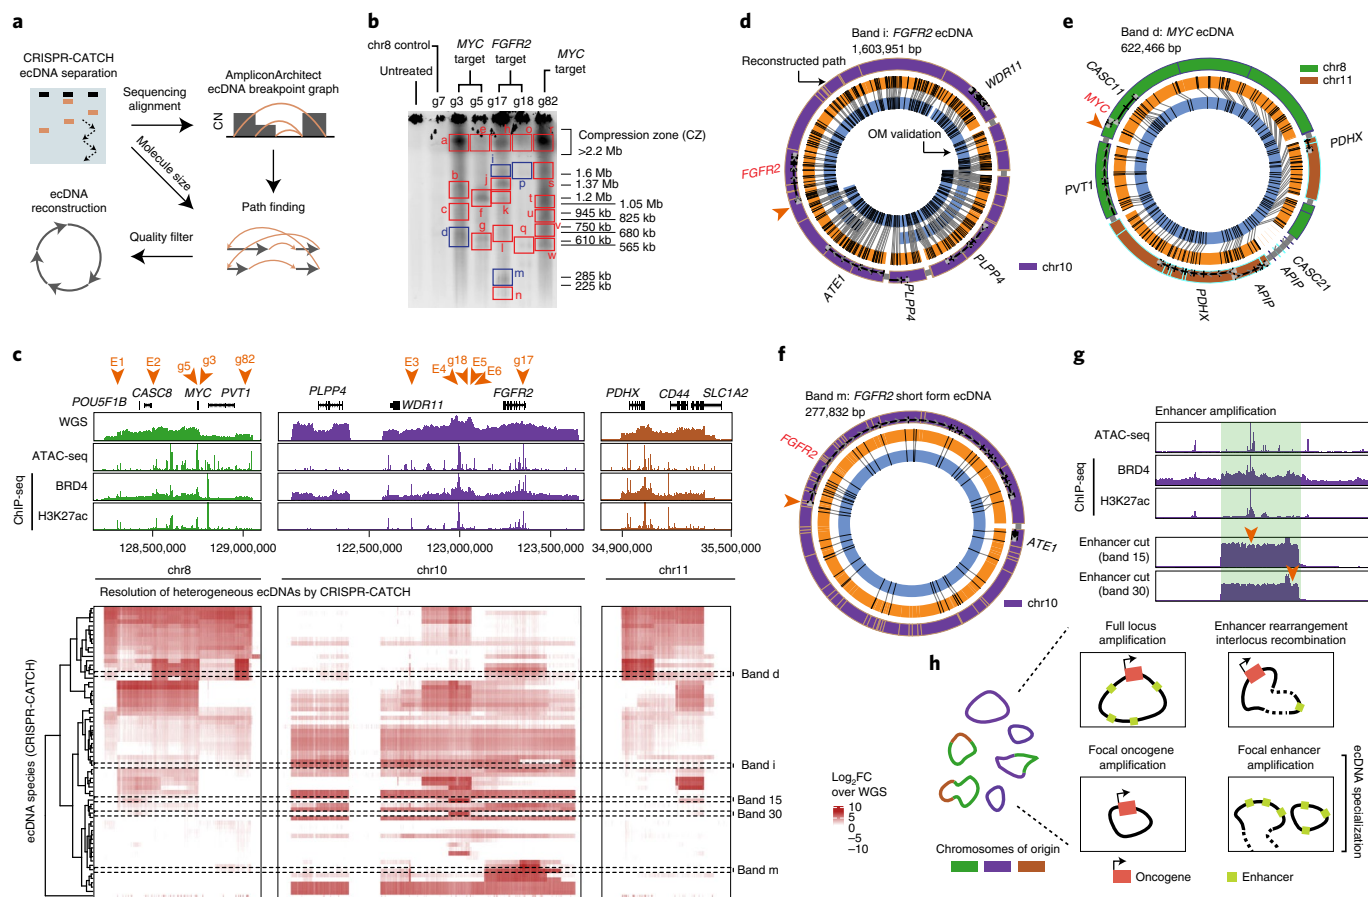 a
CRISPR-CATCH
ecDNA separation
Sequencing
alignment
AmpliconArchitect
ecDNA breakpoint graph
CN
Molecule size
ecDNA
reconstruction
Path finding
Quality filter
b
chr8 control
Untreated
MYC
target
FGFR2
target
MYC
target
g7
g3
g5
g17
g18
g82
a
e
o
b
i
j
p
s
c
f
k
t
u
d
g
l
q
v
w
m
n
Compression zone (CZ)
>2.2 Mb
1.6 Mb
1.37 Mb
1.2 Mb
1.05 Mb
945 kb
825 kb
750 kb
680 kb
610 kb
565 kb
285 kb
225 kb
c
E1
E2
g5
g3
g82
E3
E4
g18
E5
E6
g17
POU5F1B
CASC8
MYC
PVT1
PLPP4
WDR11
FGFR2
PDHX
CD44
SLC1A2
WGS
ATAC-seq
ChIP-seq
BRD4
H3K27ac
128,500,000
129,000,000
122,500,000
123,000,000
123,500,000
34,900,000
35,500,000
chr8
chr10
chr11
Resolution of heterogeneous ecDNAs by CRISPR-CATCH
ecDNA species (CRISPR-CATCH)
Band d
Band i
Band 15
Band 30
Band m
d
Band i: FGFR2 ecDNA
1,603,951 bp
Reconstructed path
WDR11
OM validation
FGFR2
ATE1
PLPP4
PLPP4
chr10
e
Band d: MYC ecDNA
622,466 bp
chr8
chr11
CASC11
MYC
PVT1
PDHX
CASC21
APIP
APIP
PDHX
f
Band m: FGFR2 short form ecDNA
277,832 bp
FGFR2
ATE1
chr10
g
Enhancer amplification
ATAC-seq
ChIP-seq
BRD4
H3K27ac
Enhancer cut
(band 15)
Enhancer cut
(band 30)
h
Full locus
amplification
Enhancer rearrangement
interlocus recombination
Focal oncogene
amplification
Focal enhancer
amplification
ecDNA specialization
Log2FC
over WGS
10
5
0
−5
−10
Chromosomes of origin
Oncogene
Enhancer